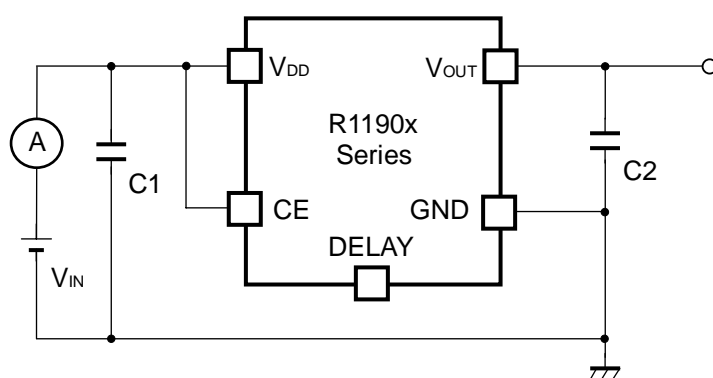 VDD
VOUT
R1190x
Series
A
C1
C2
CE
GND
DELAY
VIN